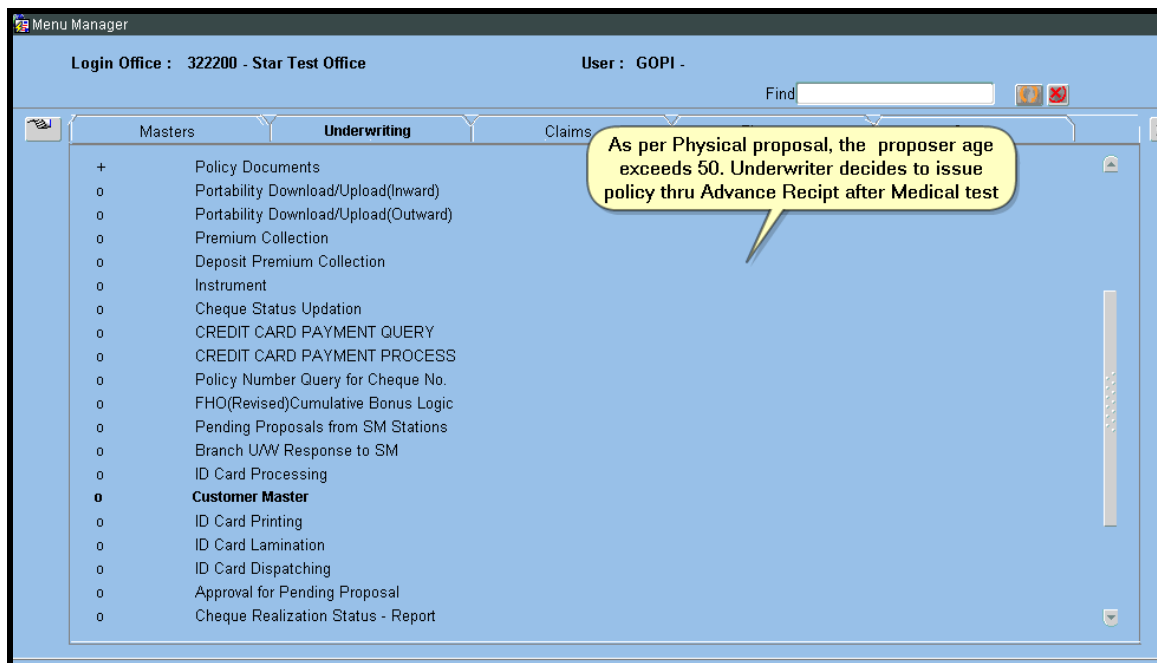 Menu Manager
Login Office : 322200 - Star Test Office User : GOPI -
Find
Masters Underwriting Claims
As per Physical proposal, the proposer age
exceeds 50. Underwriter decides to issue
policy thru Advance Recipt after Medical test
+ Policy Documents
o Portability Download/Upload(Inward)
o Portability Download/Upload(Outward)
o Premium Collection
o Deposit Premium Collection
o Instrument
o Cheque Status Updation
o CREDIT CARD PAYMENT QUERY
o CREDIT CARD PAYMENT PROCESS
o Policy Number Query for Cheque No.
o FHO(Revised)Cumulative Bonus Logic
o Pending Proposals from SM Stations
o Branch U/W Response to SM
o ID Card Processing
o Customer Master
o ID Card Printing
o ID Card Lamination
o ID Card Dispatching
o Approval for Pending Proposal
o Cheque Realization Status - Report